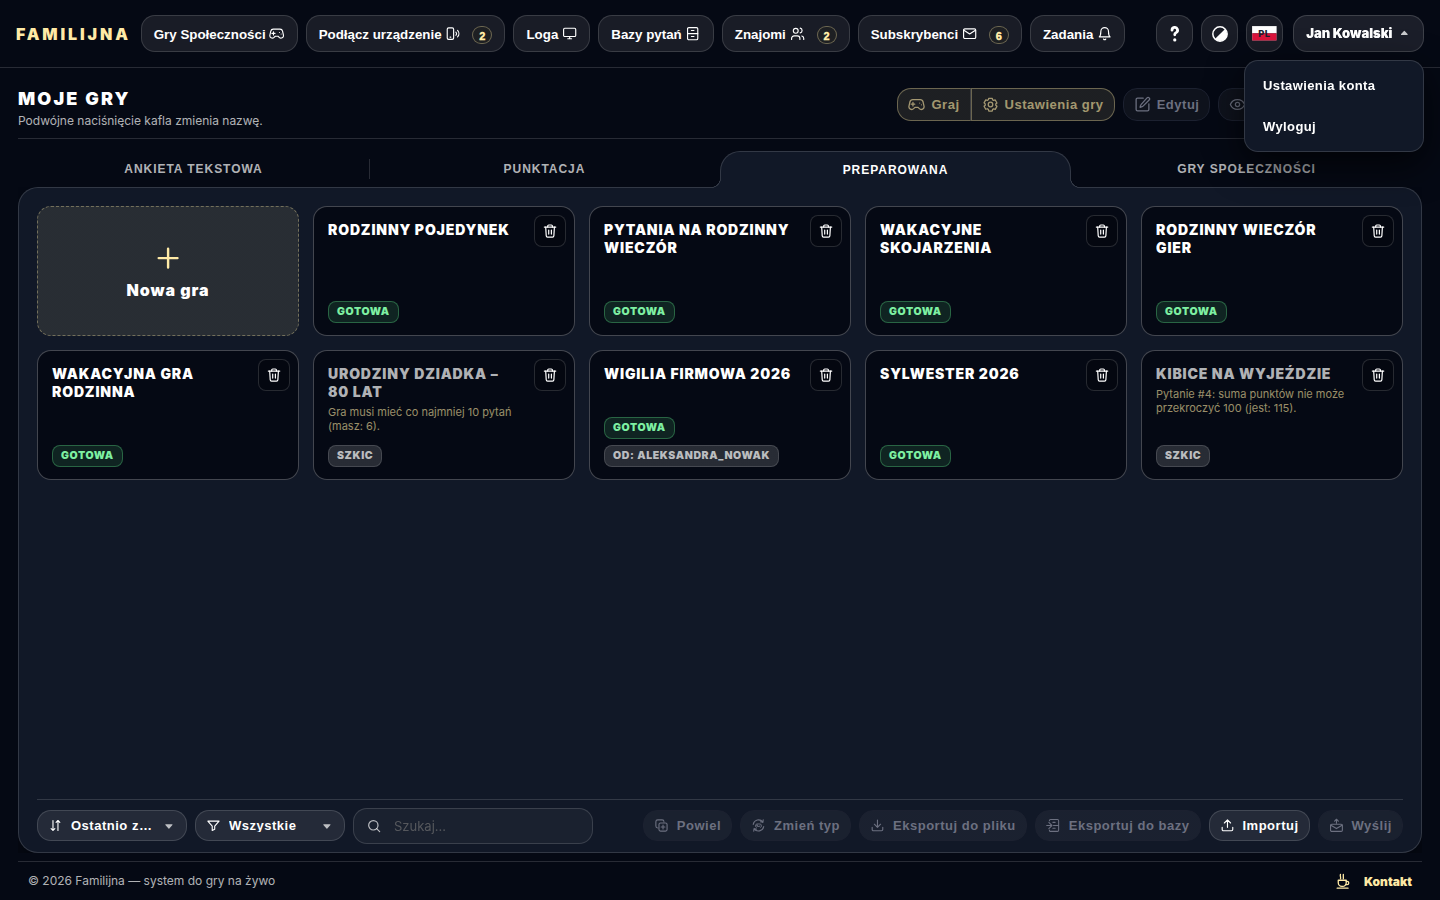 FAMILIJNA
Gry Społeczności
Podłącz urządzenie 2
Loga
Bazy pytań
Znajomi 2
Subskrybenci 6
Zadania
?
PL
Jan Kowalski
Ustawienia konta
Wyloguj
MOJE GRY
Podwójne naciśnięcie kafla zmienia nazwę.
Graj
Ustawienia gry
Edytuj
ANKIETA TEKSTOWA
PUNKTACJA
PREPAROWANA
GRY SPOŁECZNOŚCI
Nowa gra
RODZINNY POJEDYNEK
GOTOWA
PYTANIA NA RODZINNY
WIECZÓR
GOTOWA
WAKACYJNE
SKOJARZENIA
GOTOWA
RODZINNY WIECZÓR
GIER
GOTOWA
WAKACYJNA GRA
RODZINNA
GOTOWA
URODZINY DZIADKA –
80 LAT
Gra musi mieć co najmniej 10 pytań
(masz: 6).
SZKIC
WIGILIA FIRMOWA 2026
GOTOWA
OD: ALEKSANDRA_NOWAK
SYLWESTER 2026
GOTOWA
KIBICE NA WYJEŹDZIE
Pytanie #4: suma punktów nie może
przekroczyć 100 (jest: 115).
SZKIC
Ostatnio z...
Wszystkie
Szukaj...
Powiel
Zmień typ
Eksportuj do pliku
Eksportuj do bazy
Importuj
Wyślij
© 2026 Familijna — system do gry na żywo
Kontakt